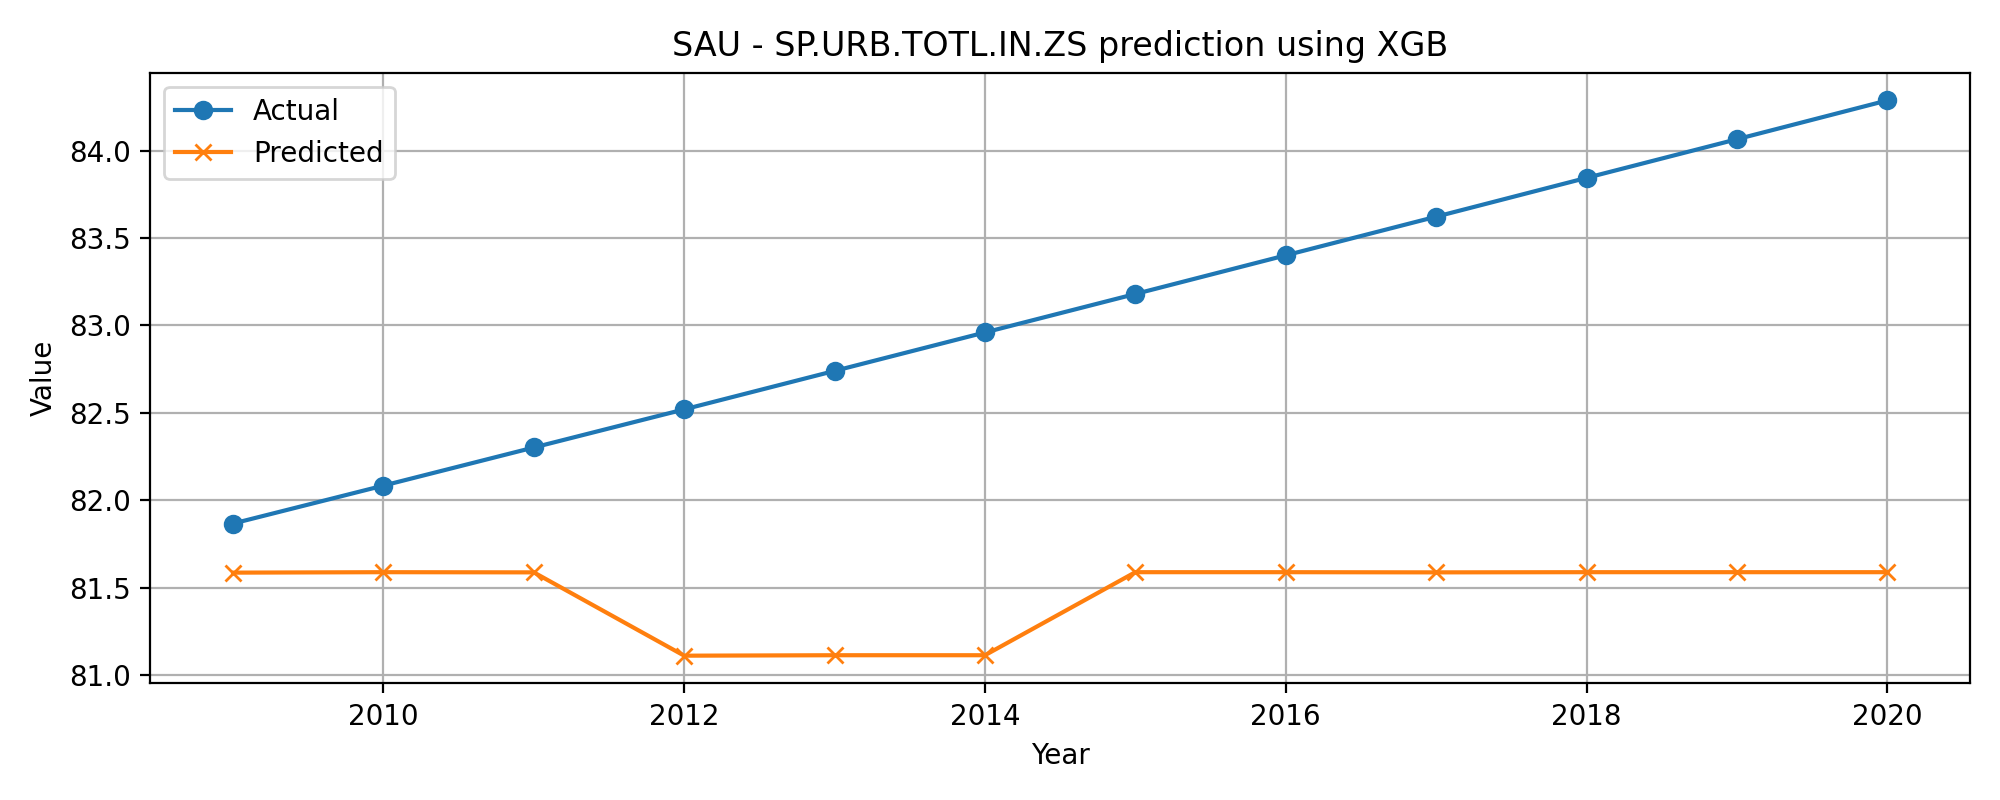 SAU - SP.URB.TOTL.IN.ZS prediction using XGB
Actual
Predicted
84.0
83.5
83.0
82.5
82.0
81.5
81.0
Value
2010 2012 2014 2016 2018 2020
Year